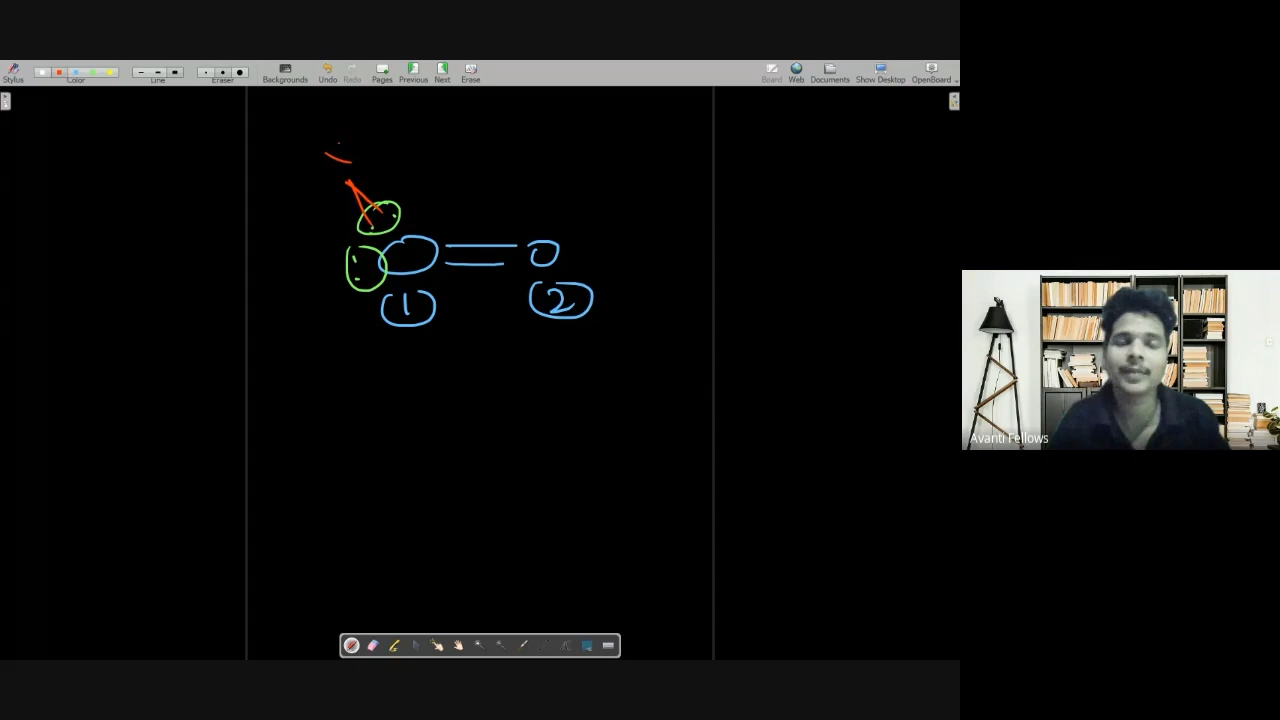 Stylus Color Line Eraser Backgrounds Undo Redo Pages Previous Next Erase Board Web Documents Show Desktop OpenBoard
O = O
(1) (2)
Avanti Fellows